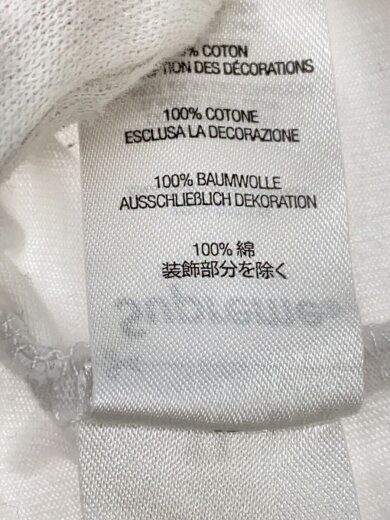 % COTON
TION DES DÉCORATIONS
100% COTONE
ESCLUSA LA DECORAZIONE
100% BAUMWOLLE
AUSSCHLIEßLICH DEKORATION
100% 綿
装飾部分を除く